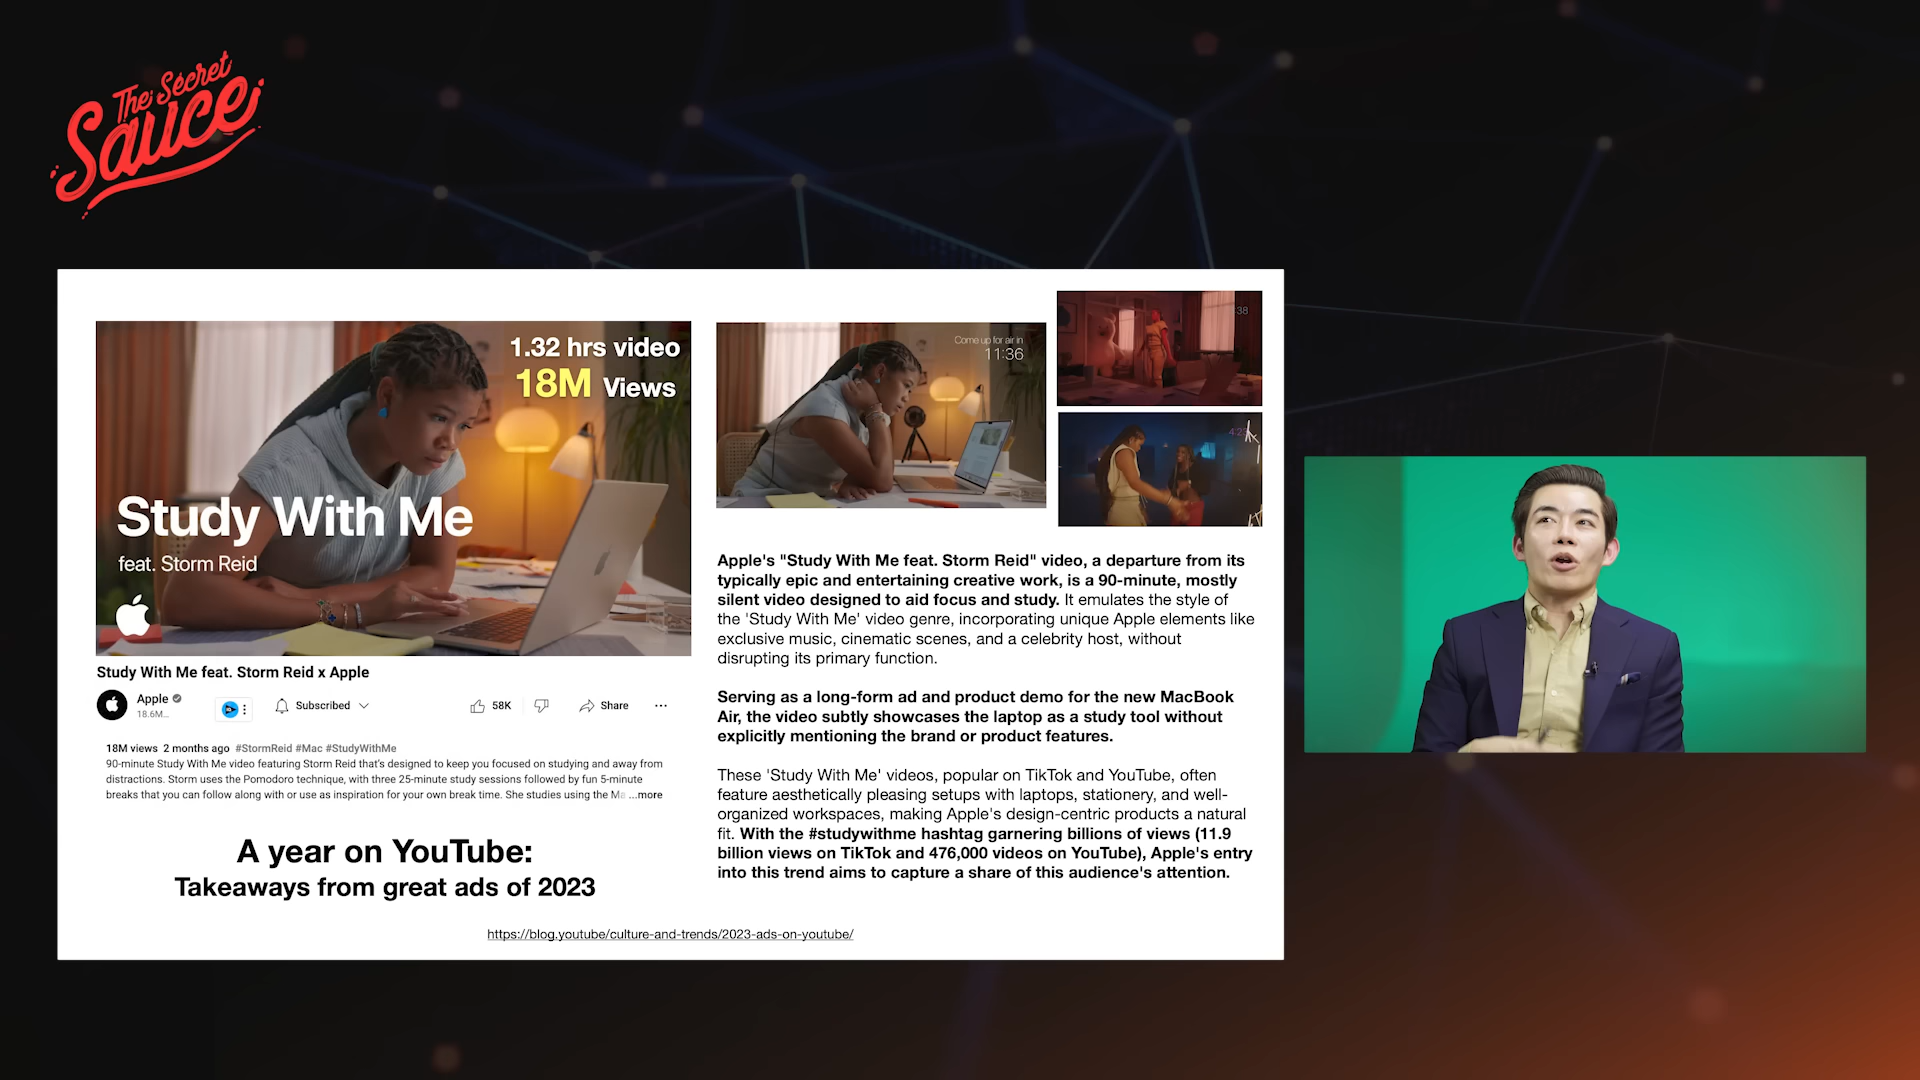 The Secret
Sauce
1.32 hrs video
18M Views
Study With Me
feat. Storm Reid
Study With Me feat. Storm Reid x Apple
Apple
18.6M...
Subscribed
58K
Share
18M views 2 months ago #StormReid #Mac #StudyWithMe
90-minute Study With Me video featuring Storm Reid that's designed to keep you focused on studying and away from
distractions. Storm uses the Pomodoro technique, with three 25-minute study sessions followed by fun 5-minute
breaks that you can follow along with or use as inspiration for your own break time. She studies using the Ma ...more
A year on YouTube:
Takeaways from great ads of 2023
Come up for air in
11:36
:38
4:23
Apple's "Study With Me feat. Storm Reid" video, a departure from its
typically epic and entertaining creative work, is a 90-minute, mostly
silent video designed to aid focus and study. It emulates the style of
the 'Study With Me' video genre, incorporating unique Apple elements like
exclusive music, cinematic scenes, and a celebrity host, without
disrupting its primary function.
Serving as a long-form ad and product demo for the new MacBook
Air, the video subtly showcases the laptop as a study tool without
explicitly mentioning the brand or product features.
These 'Study With Me' videos, popular on TikTok and YouTube, often
feature aesthetically pleasing setups with laptops, stationery, and well-
organized workspaces, making Apple's design-centric products a natural
fit. With the #studywithme hashtag garnering billions of views (11.9
billion views on TikTok and 476,000 videos on YouTube), Apple's entry
into this trend aims to capture a share of this audience's attention.
https://blog.youtube/culture-and-trends/2023-ads-on-youtube/